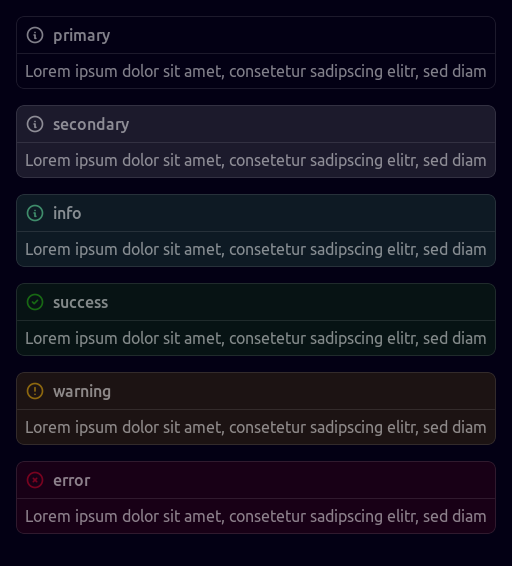 primary
Lorem ipsum dolor sit amet, consetetur sadipscing elitr, sed diam
secondary
Lorem ipsum dolor sit amet, consetetur sadipscing elitr, sed diam
info
Lorem ipsum dolor sit amet, consetetur sadipscing elitr, sed diam
success
Lorem ipsum dolor sit amet, consetetur sadipscing elitr, sed diam
warning
Lorem ipsum dolor sit amet, consetetur sadipscing elitr, sed diam
error
Lorem ipsum dolor sit amet, consetetur sadipscing elitr, sed diam